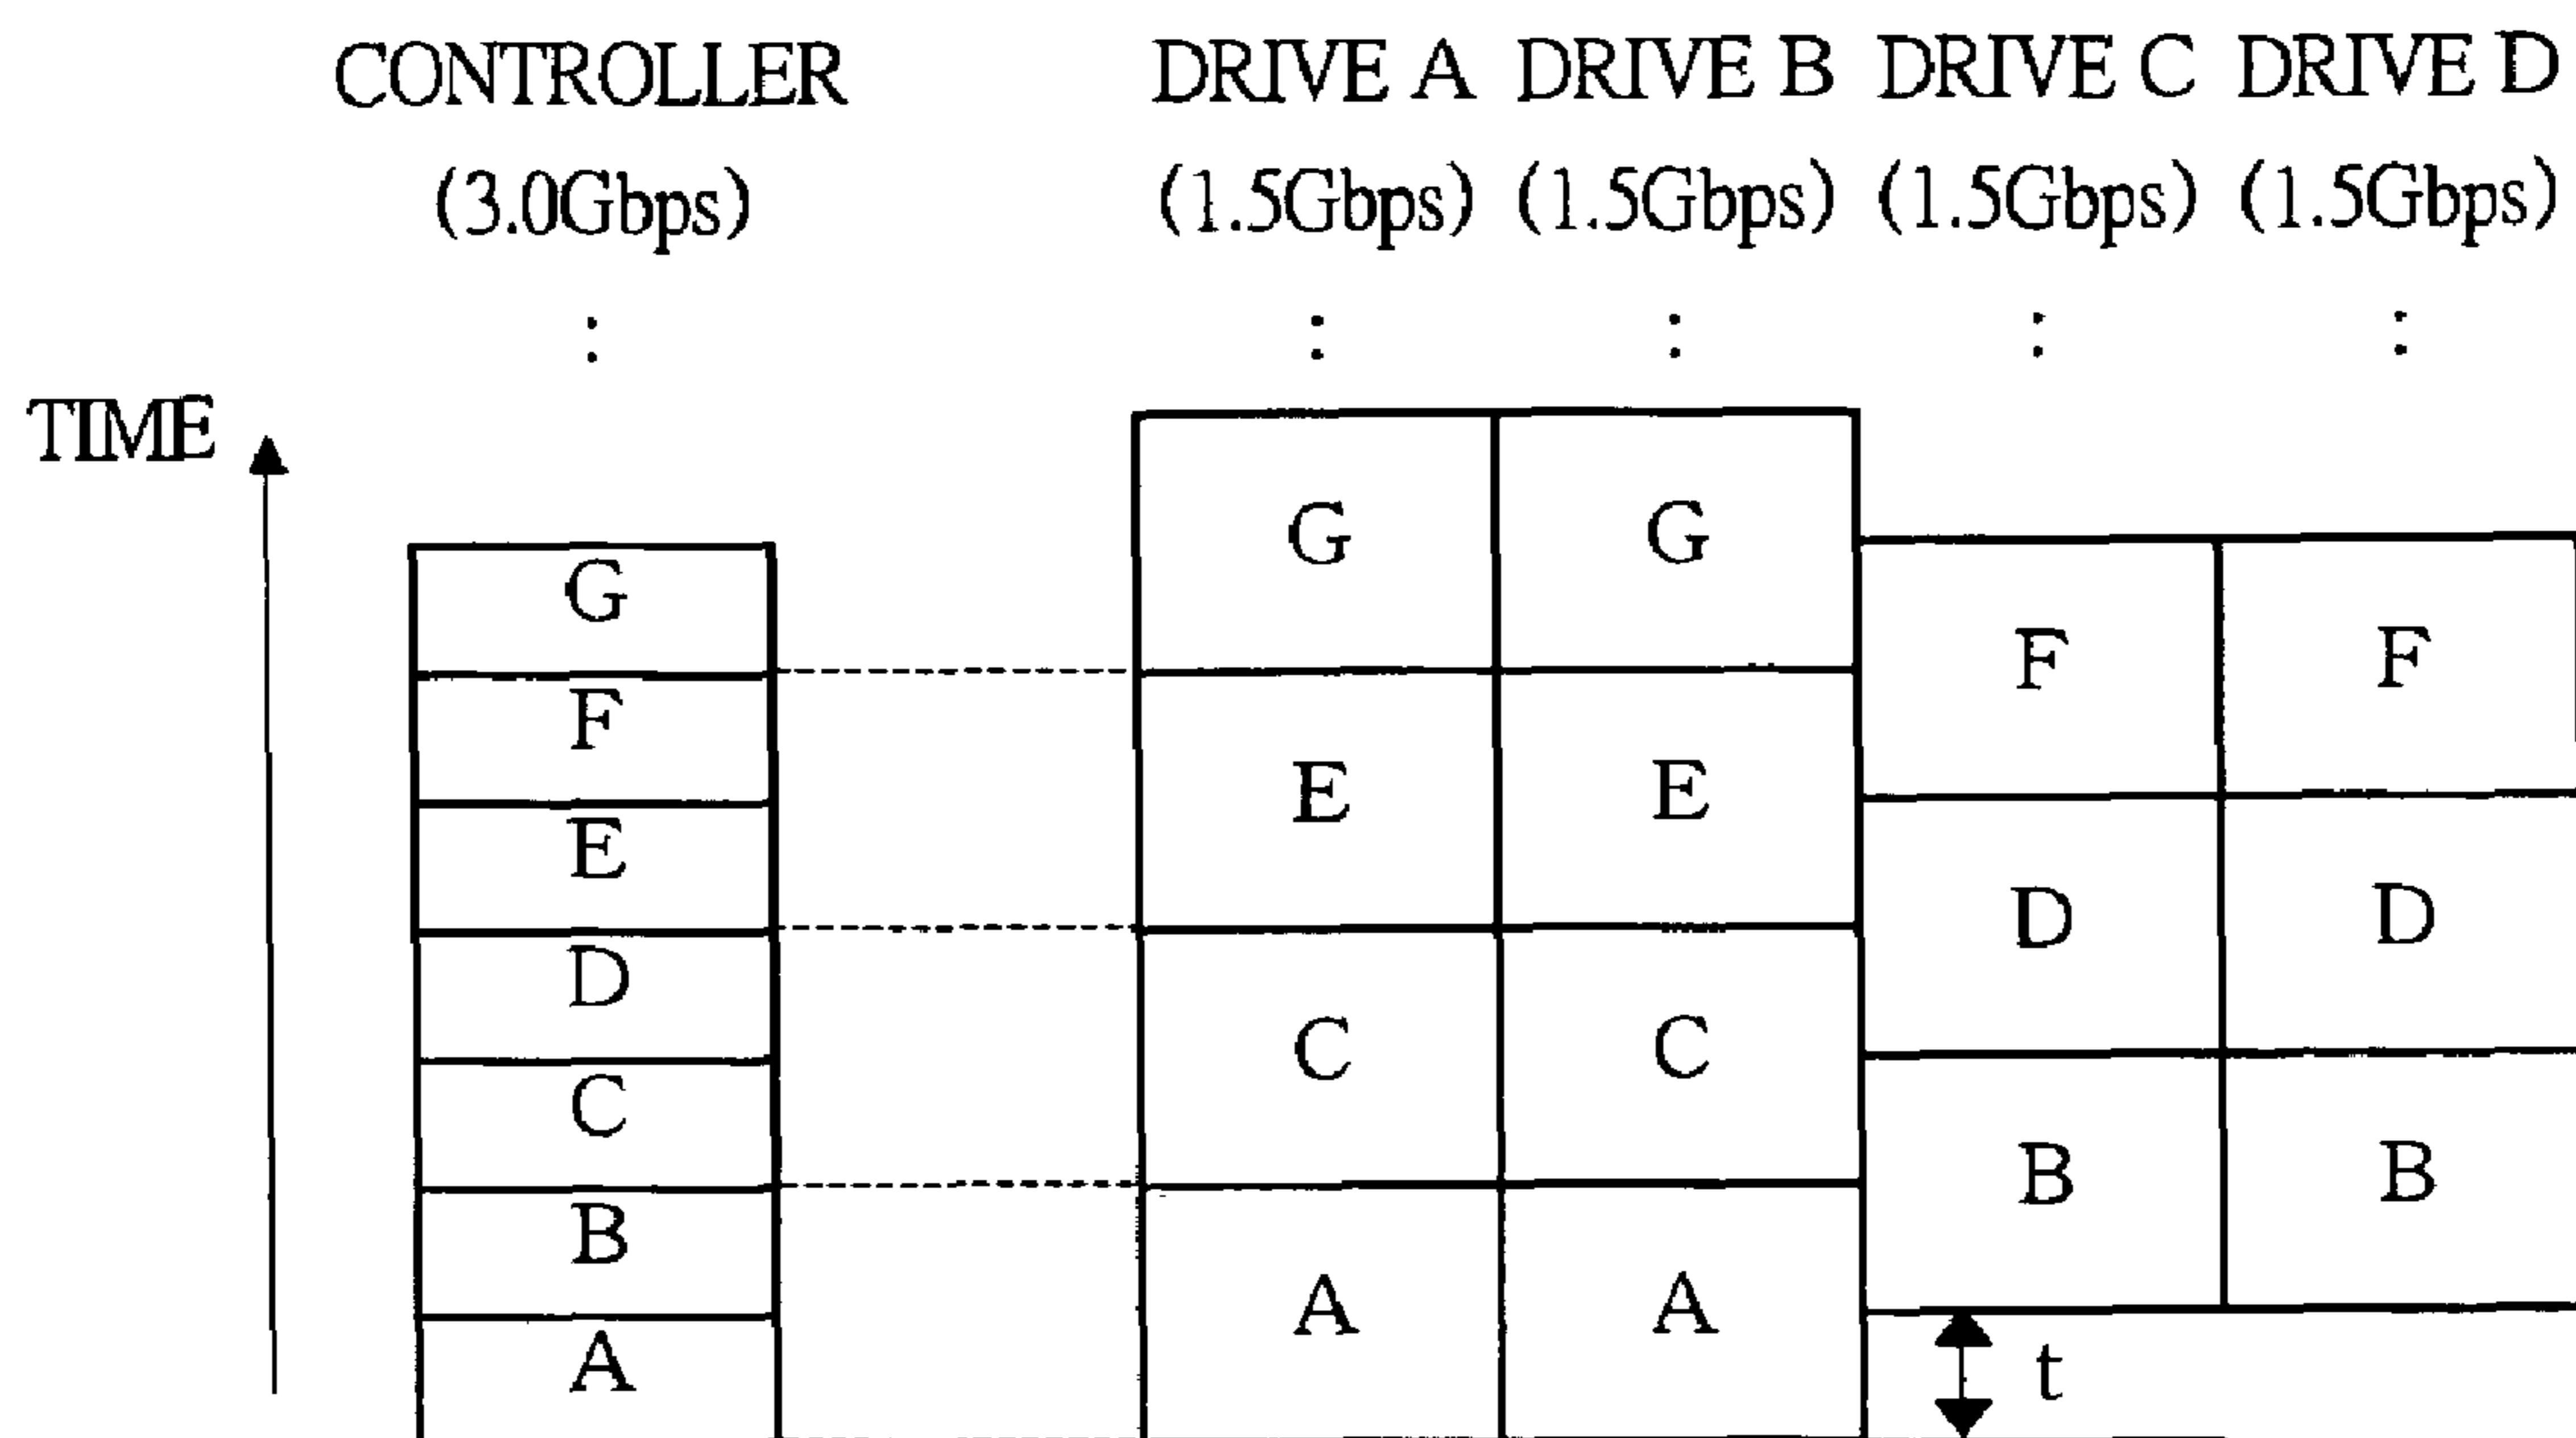 CONTROLLER DRIVE A DRIVE B DRIVE C DRIVE D
(3.0Gbps) (1.5Gbps) (1.5Gbps) (1.5Gbps) (1.5Gbps)
: : : : :
TIME
G G
G F F
F
E E E
D D
D
C C C
B B
B
A A
A t